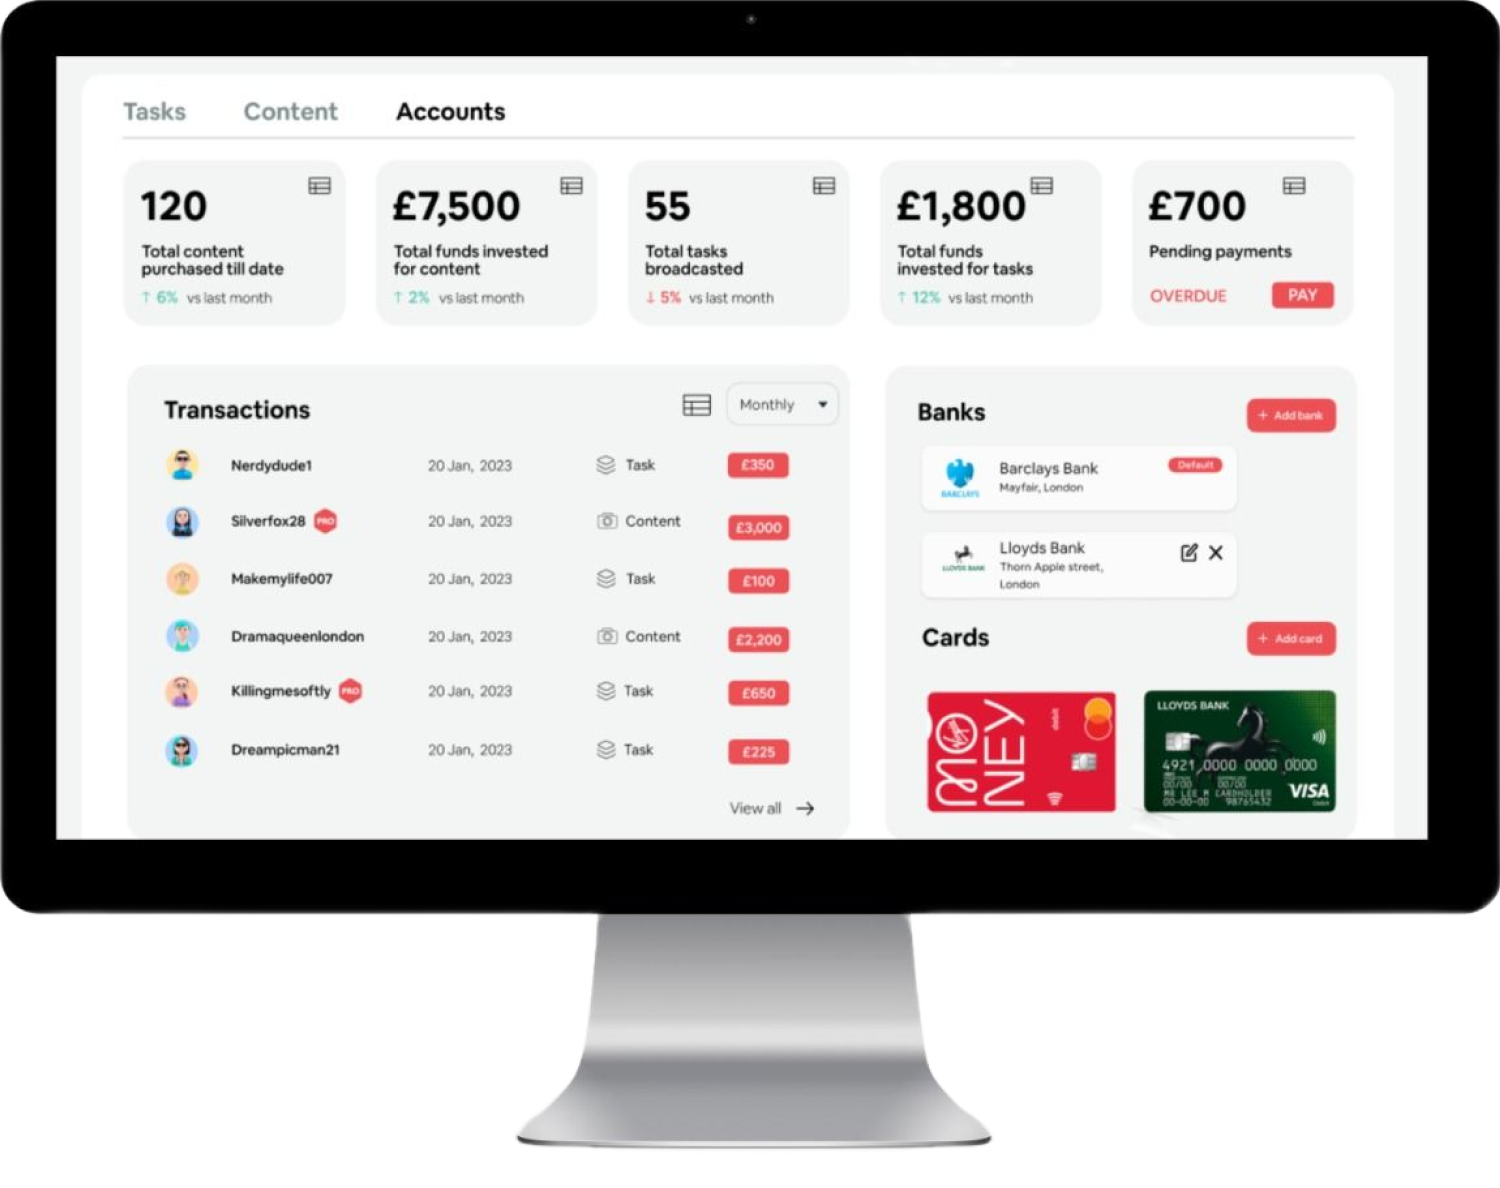 Tasks Content Accounts
120
Total content
purchased till date
↑ 6% vs last month
£7,500
Total funds invested
for content
↑ 2% vs last month
55
Total tasks
broadcasted
↓ 5% vs last month
£1,800
Total funds
invested for tasks
↑ 12% vs last month
£700
Pending payments
OVERDUE PAY
Transactions Monthly
Nerdydude1 20 Jan, 2023 Task £350
Silverfox28 PRO 20 Jan, 2023 Content £3,000
Makemylife007 20 Jan, 2023 Task £100
Dramaqueenlondon 20 Jan, 2023 Content £2,200
Killingmesoftly PRO 20 Jan, 2023 Task £650
Dreampicman21 20 Jan, 2023 Task £225
View all →
Banks + Add bank
BARCLAYS
Barclays Bank Default
Mayfair, London
LLOYDS BANK
Lloyds Bank
Thorn Apple street,
London
Cards + Add card
MONEY
debit
LLOYDS BANK
4921 0000 0000 0000
00/00 00/00
MR LEE M CARDHOLDER
00-00-00 98765432
VISA
Debit